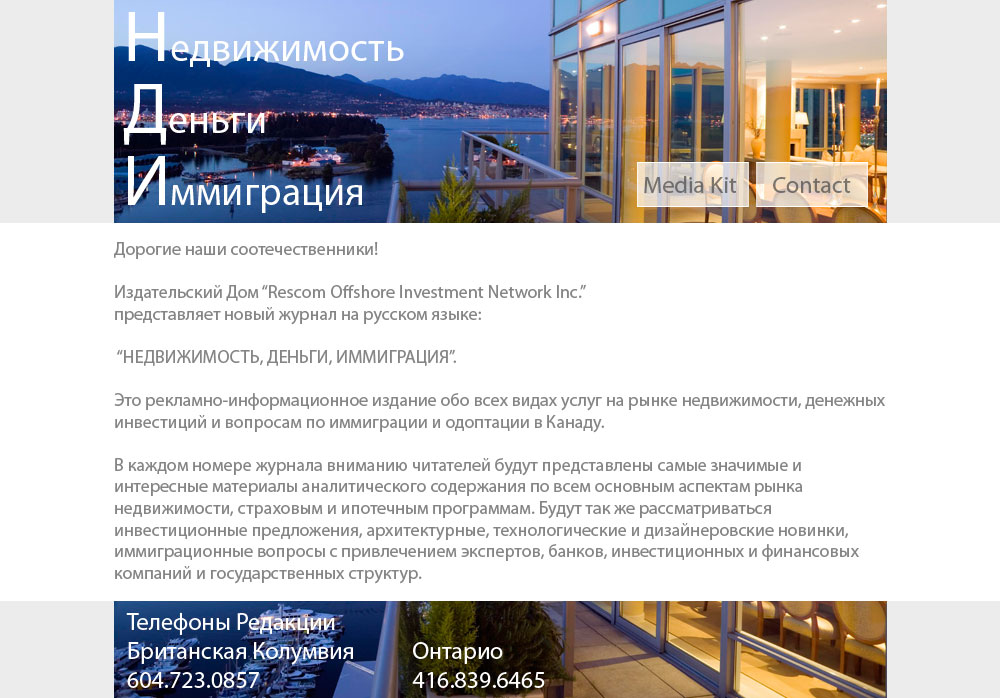 Недвижимость
Деньги
Иммиграция
Media Kit
Contact
Дорогие наши соотечественники!
Издательский Дом “Rescom Offshore Investment Network Inc.”
представляет новый журнал на русском языке:
“НЕДВИЖИМОСТЬ, ДЕНЬГИ, ИММИГРАЦИЯ”.
Это рекламно-информационное издание обо всех видах услуг на рынке недвижимости, денежных
инвестиций и вопросам по иммиграции и одоптации в Канаду.
В каждом номере журнала вниманию читателей будут представлены самые значимые и
интересные материалы аналитического содержания по всем основным аспектам рынка
недвижимости, страховым и ипотечным программам. Будут так же рассматриваться
инвестиционные предложения, архитектурные, технологические и дизайнеровские новинки,
иммиграционные вопросы с привлечением экспертов, банков, инвестиционных и финансовых
компаний и государственных структур.
Телефоны Редакции
Британская Колумвия
604.723.0857
Онтарио
416.839.6465